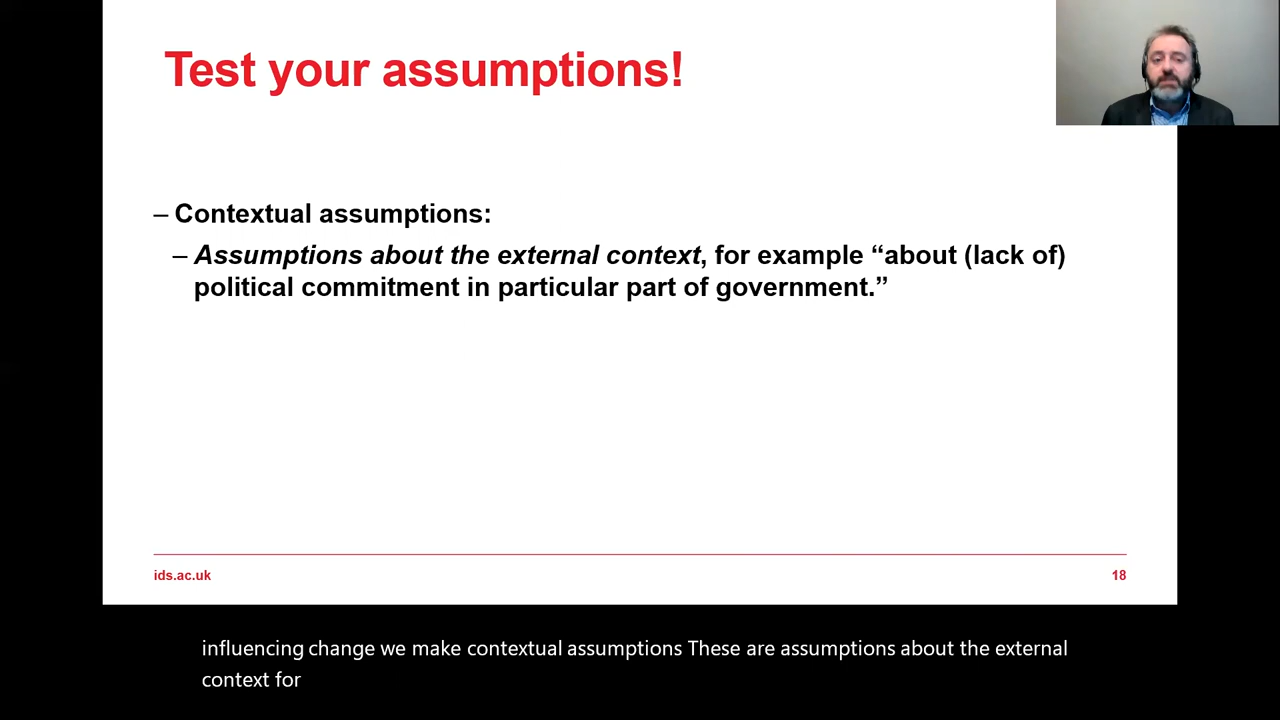 Test your assumptions!
– Contextual assumptions:
– Assumptions about the external context, for example “about (lack of)
political commitment in particular part of government.”
ids.ac.uk
18
influencing change we make contextual assumptions These are assumptions about the external
context for